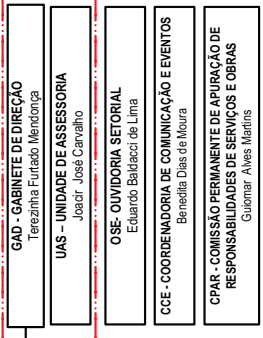 GAD - GABINETE DE DIREÇÃO
Terezinha Furtado Mendonça
UAS – UNIDADE DE ASSESSORIA
Joacir José Carvalho
OSE- OUVIDORIA SETORIAL
Eduardo Baldacci de Lima
CCE - COORDENADORIA DE COMUNICAÇÃO E EVENTOS
Benedita Dias de Moura
CPAR - COMISSÃO PERMANENTE DE APURAÇÃO DE
RESPONSABILIDADES DE SERVIÇOS E OBRAS
Guiomar Alves Martins